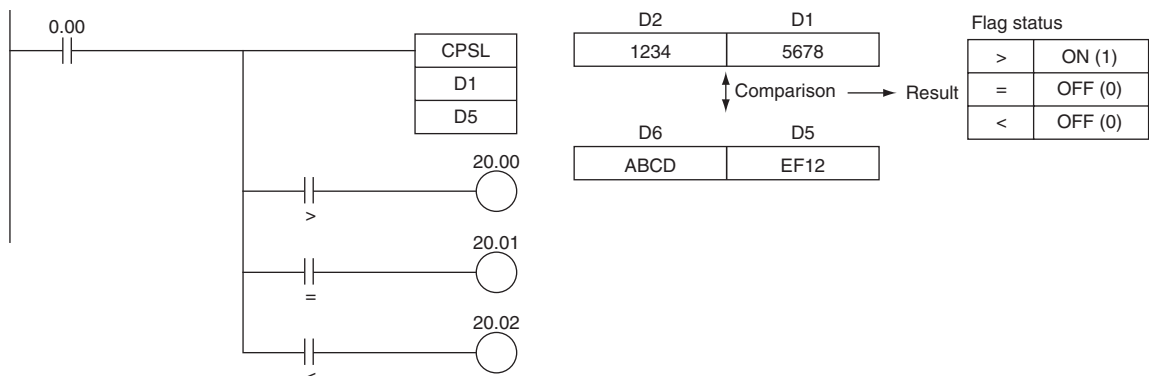 0.00
CPSL
D1
D5
20.00
>
20.01
=
20.02
<
D2 D1
1234 5678
Comparison Result
D6 D5
ABCD EF12
Flag status
> ON (1)
= OFF (0)
< OFF (0)